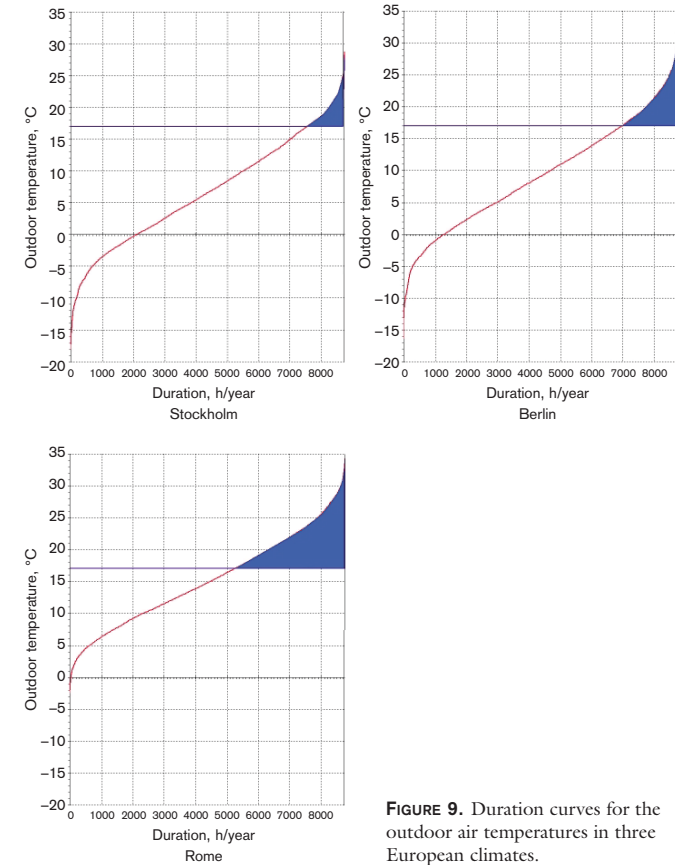 35
30
25
20
15
10
5
0
−5
−10
−15
−20
Outdoor temperature, °C
0 1000 2000 3000 4000 5000 6000 7000 8000
Duration, h/year
Stockholm
35
30
25
20
15
10
5
0
−5
−10
−15
−20
Outdoor temperature, °C
0 1000 2000 3000 4000 5000 6000 7000 8000
Duration, h/year
Berlin
35
30
25
20
15
10
5
0
−5
−10
−15
−20
Outdoor temperature, °C
0 1000 2000 3000 4000 5000 6000 7000 8000
Duration, h/year
Rome
FIGURE 9. Duration curves for the
outdoor air temperatures in three
European climates.